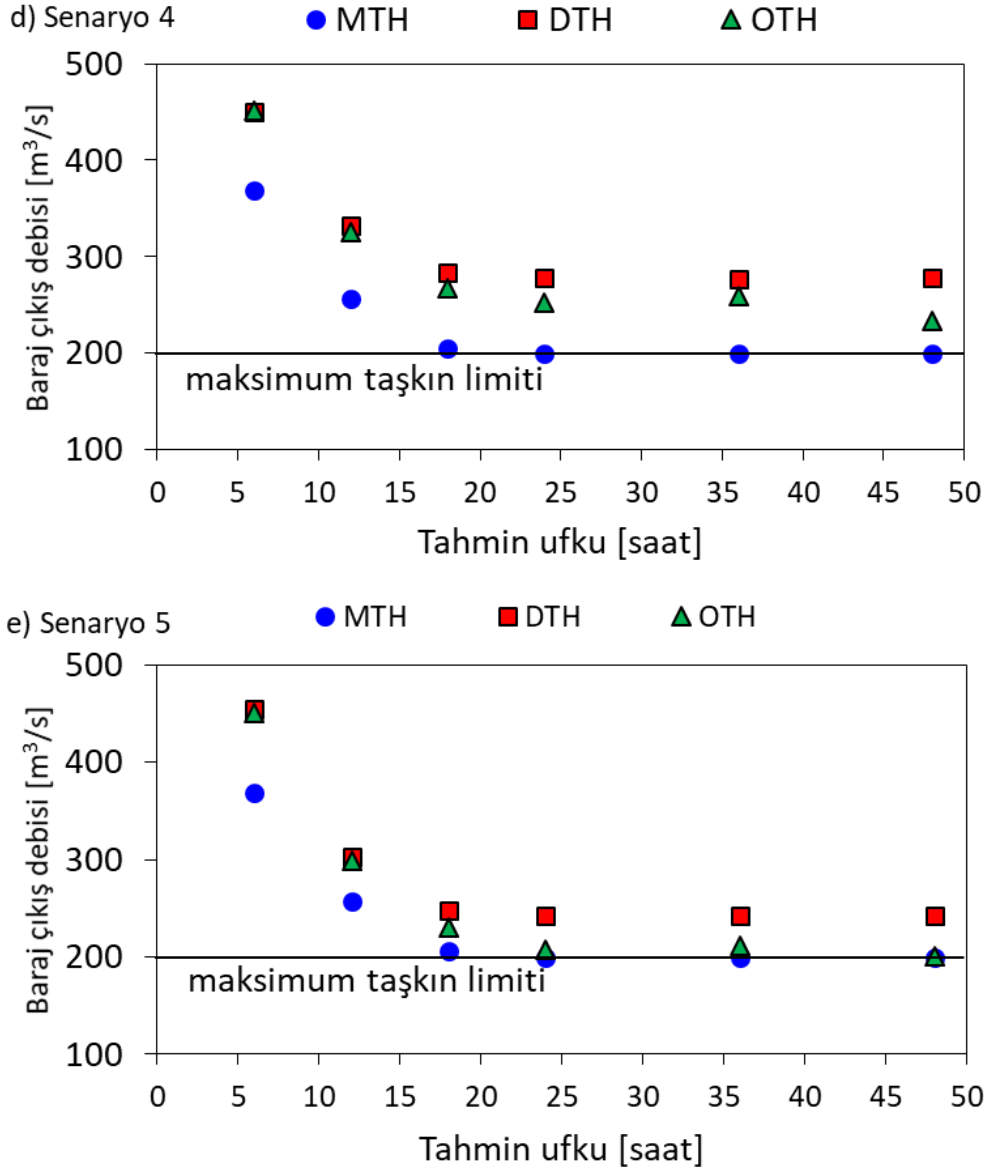 d) Senaryo 4 MTH DTH OTH
Baraj çıkış debisi [m³/s]
500
400
300
200
100
maksimum taşkın limiti
0 5 10 15 20 25 30 35 40 45 50
Tahmin ufku [saat]
e) Senaryo 5 MTH DTH OTH
Baraj çıkış debisi [m³/s]
500
400
300
200
100
maksimum taşkın limiti
0 5 10 15 20 25 30 35 40 45 50
Tahmin ufku [saat]